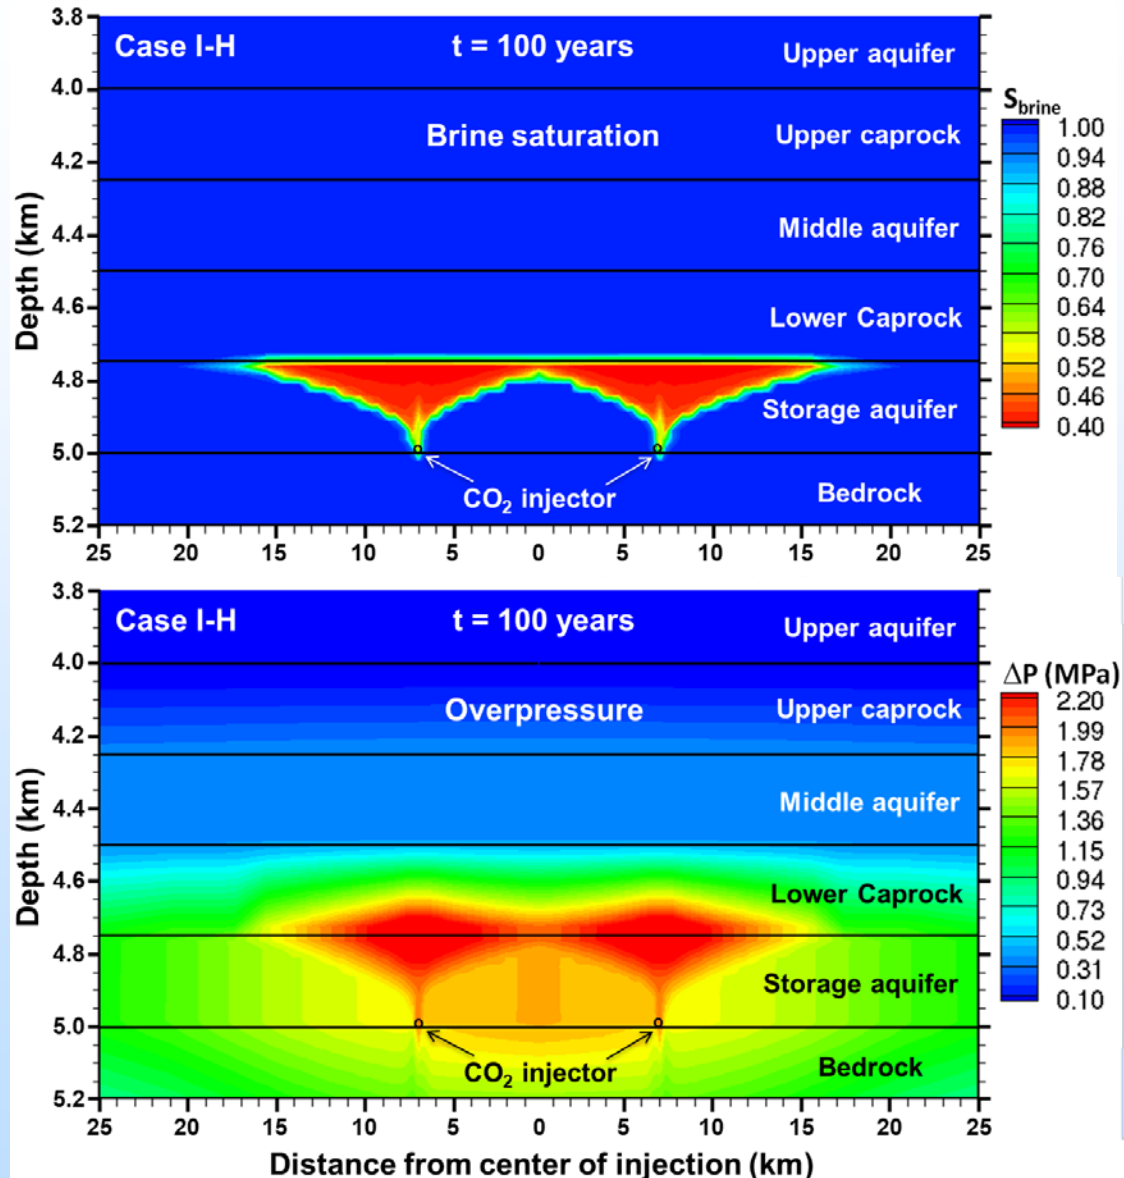 Case I-H
t = 100 years
Upper aquifer
Brine saturation
Upper caprock
Middle aquifer
Lower Caprock
Storage aquifer
CO₂ injector
Bedrock
Depth (km)
3.8
4.0
4.2
4.4
4.6
4.8
5.0
5.2
25 20 15 10 5 0 5 10 15 20 25
S_brine
1.00
0.94
0.88
0.82
0.76
0.70
0.64
0.58
0.52
0.46
0.40
Case I-H
t = 100 years
Upper aquifer
Overpressure
Upper caprock
Middle aquifer
Lower Caprock
Storage aquifer
CO₂ injector
Bedrock
Depth (km)
3.8
4.0
4.2
4.4
4.6
4.8
5.0
5.2
25 20 15 10 5 0 5 10 15 20 25
Distance from center of injection (km)
ΔP (MPa)
2.20
1.99
1.78
1.57
1.36
1.15
0.94
0.73
0.52
0.31
0.10